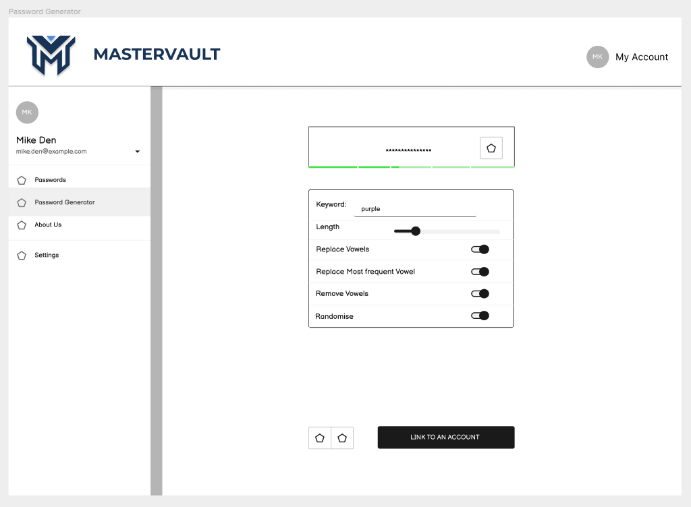 Password Generator
MASTERVAULT
MK
My Account
MK
Mike Den
mike.den@example.com
Passwords
Password Generator
About Us
Settings
***************
Keyword:
purple
Length
Replace Vowels
Replace Most frequent Vowel
Remove Vowels
Randomise
LINK TO AN ACCOUNT